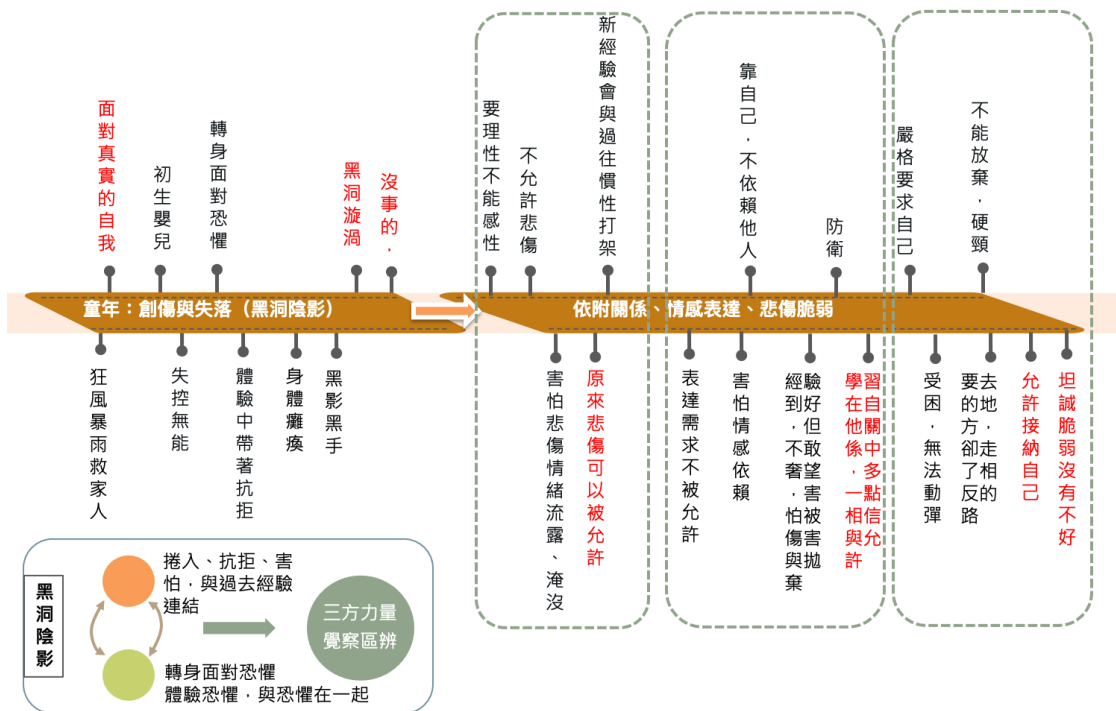 面對真實的自我
初生嬰兒
轉身面對恐懼
黑洞漩渦
沒事的，
要理性不能感性
不允許悲傷
新經驗會與過往慣性打架
靠自己，不依賴他人
防衛
嚴格要求自己
不能放棄，硬頸
童年：創傷與失落（黑洞陰影）
依附關係、情感表達、悲傷脆弱
狂風暴雨救家人
失控無能
體驗中帶著抗拒
身體癱瘓
黑影黑手
害怕悲傷情緒流露、淹沒
原來悲傷可以被允許
表達需求不被允許
害怕情感依賴
經驗到好，但不敢奢望，害怕被傷害與拋棄
學習在自他關係中，多一點相信與允許
受困，無法動彈
要去的地方，卻走了相反的路
允許接納自己
坦誠脆弱沒有不好
黑洞陰影
捲入、抗拒、害
怕，與過去經驗
連結
轉身面對恐懼
體驗恐懼，與恐懼在一起
三方力量
覺察區辨